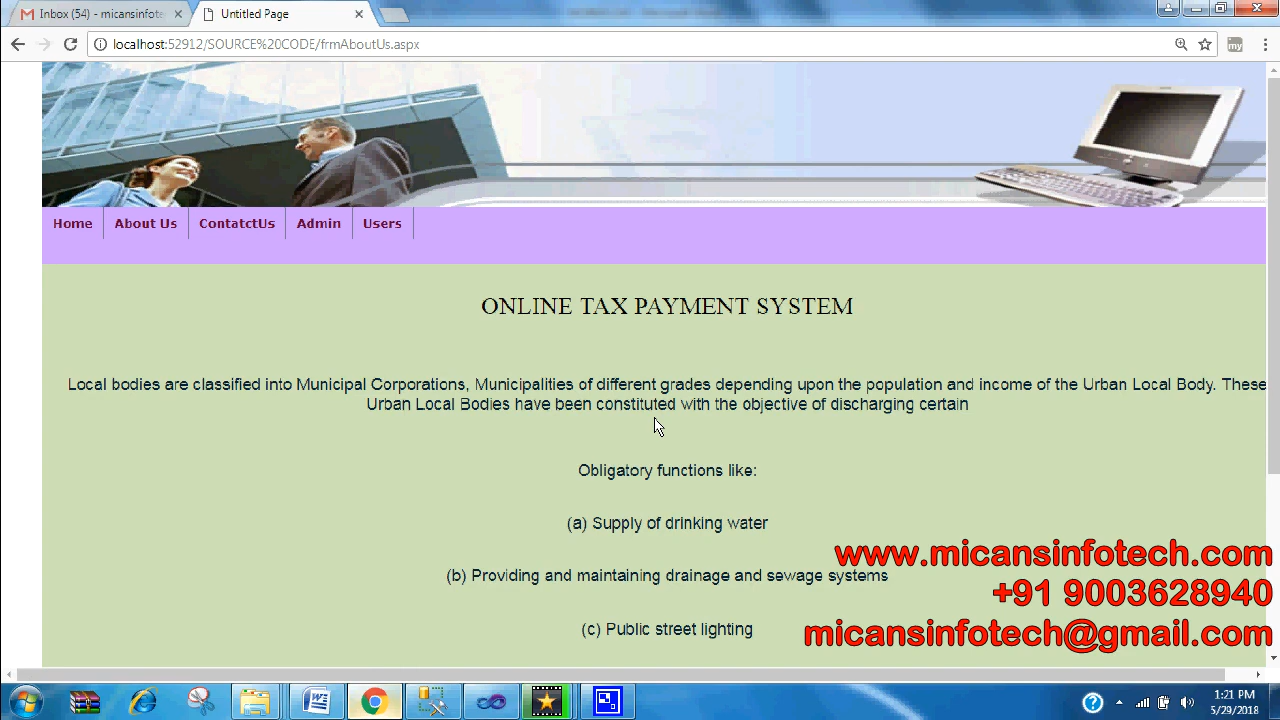 Inbox (54) - micansinfote
Untitled Page
localhost:52912/SOURCE%20CODE/frmAboutUs.aspx
my
Home
About Us
ContatctUs
Admin
Users
ONLINE TAX PAYMENT SYSTEM
Local bodies are classified into Municipal Corporations, Municipalities of different grades depending upon the population and income of the Urban Local Body. These
Urban Local Bodies have been constituted with the objective of discharging certain
Obligatory functions like:
(a) Supply of drinking water
(b) Providing and maintaining drainage and sewage systems
(c) Public street lighting
www.micansinfotech.com
+91 9003628940
micansinfotech@gmail.com
1:21 PM
5/29/2018